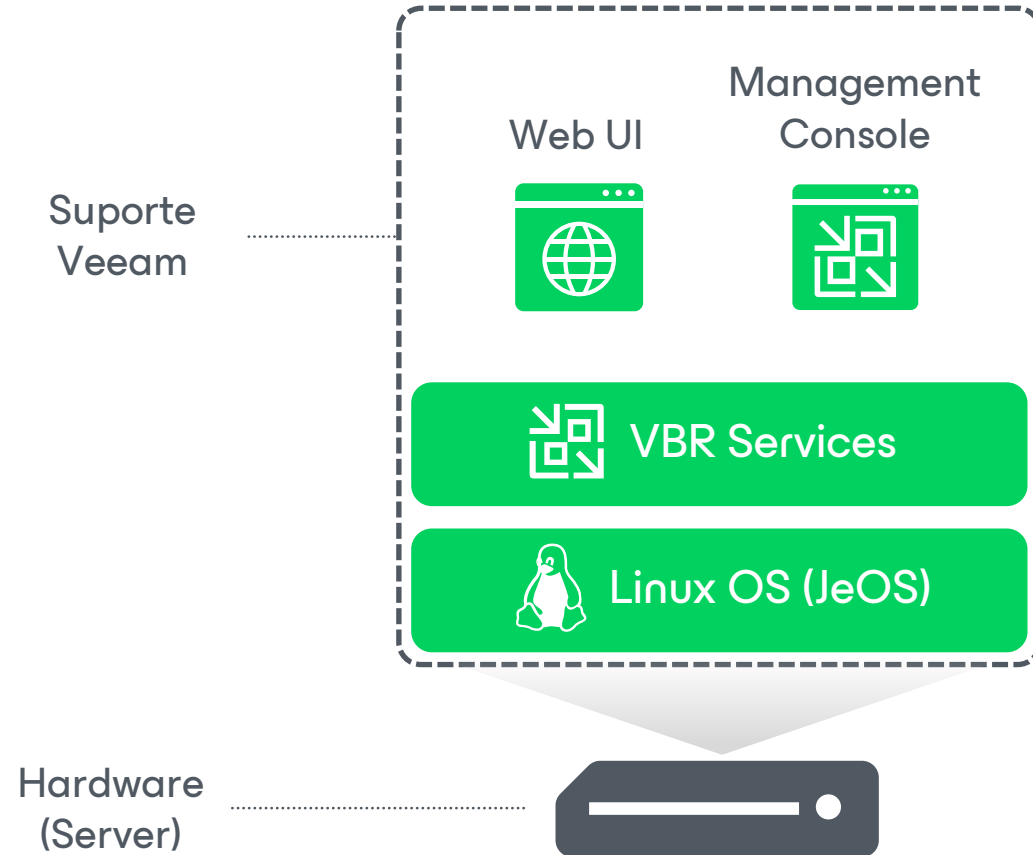 Management
Console
Web UI
Suporte
Veeam
VBR Services
Linux OS (JeOS)
Hardware
(Server)